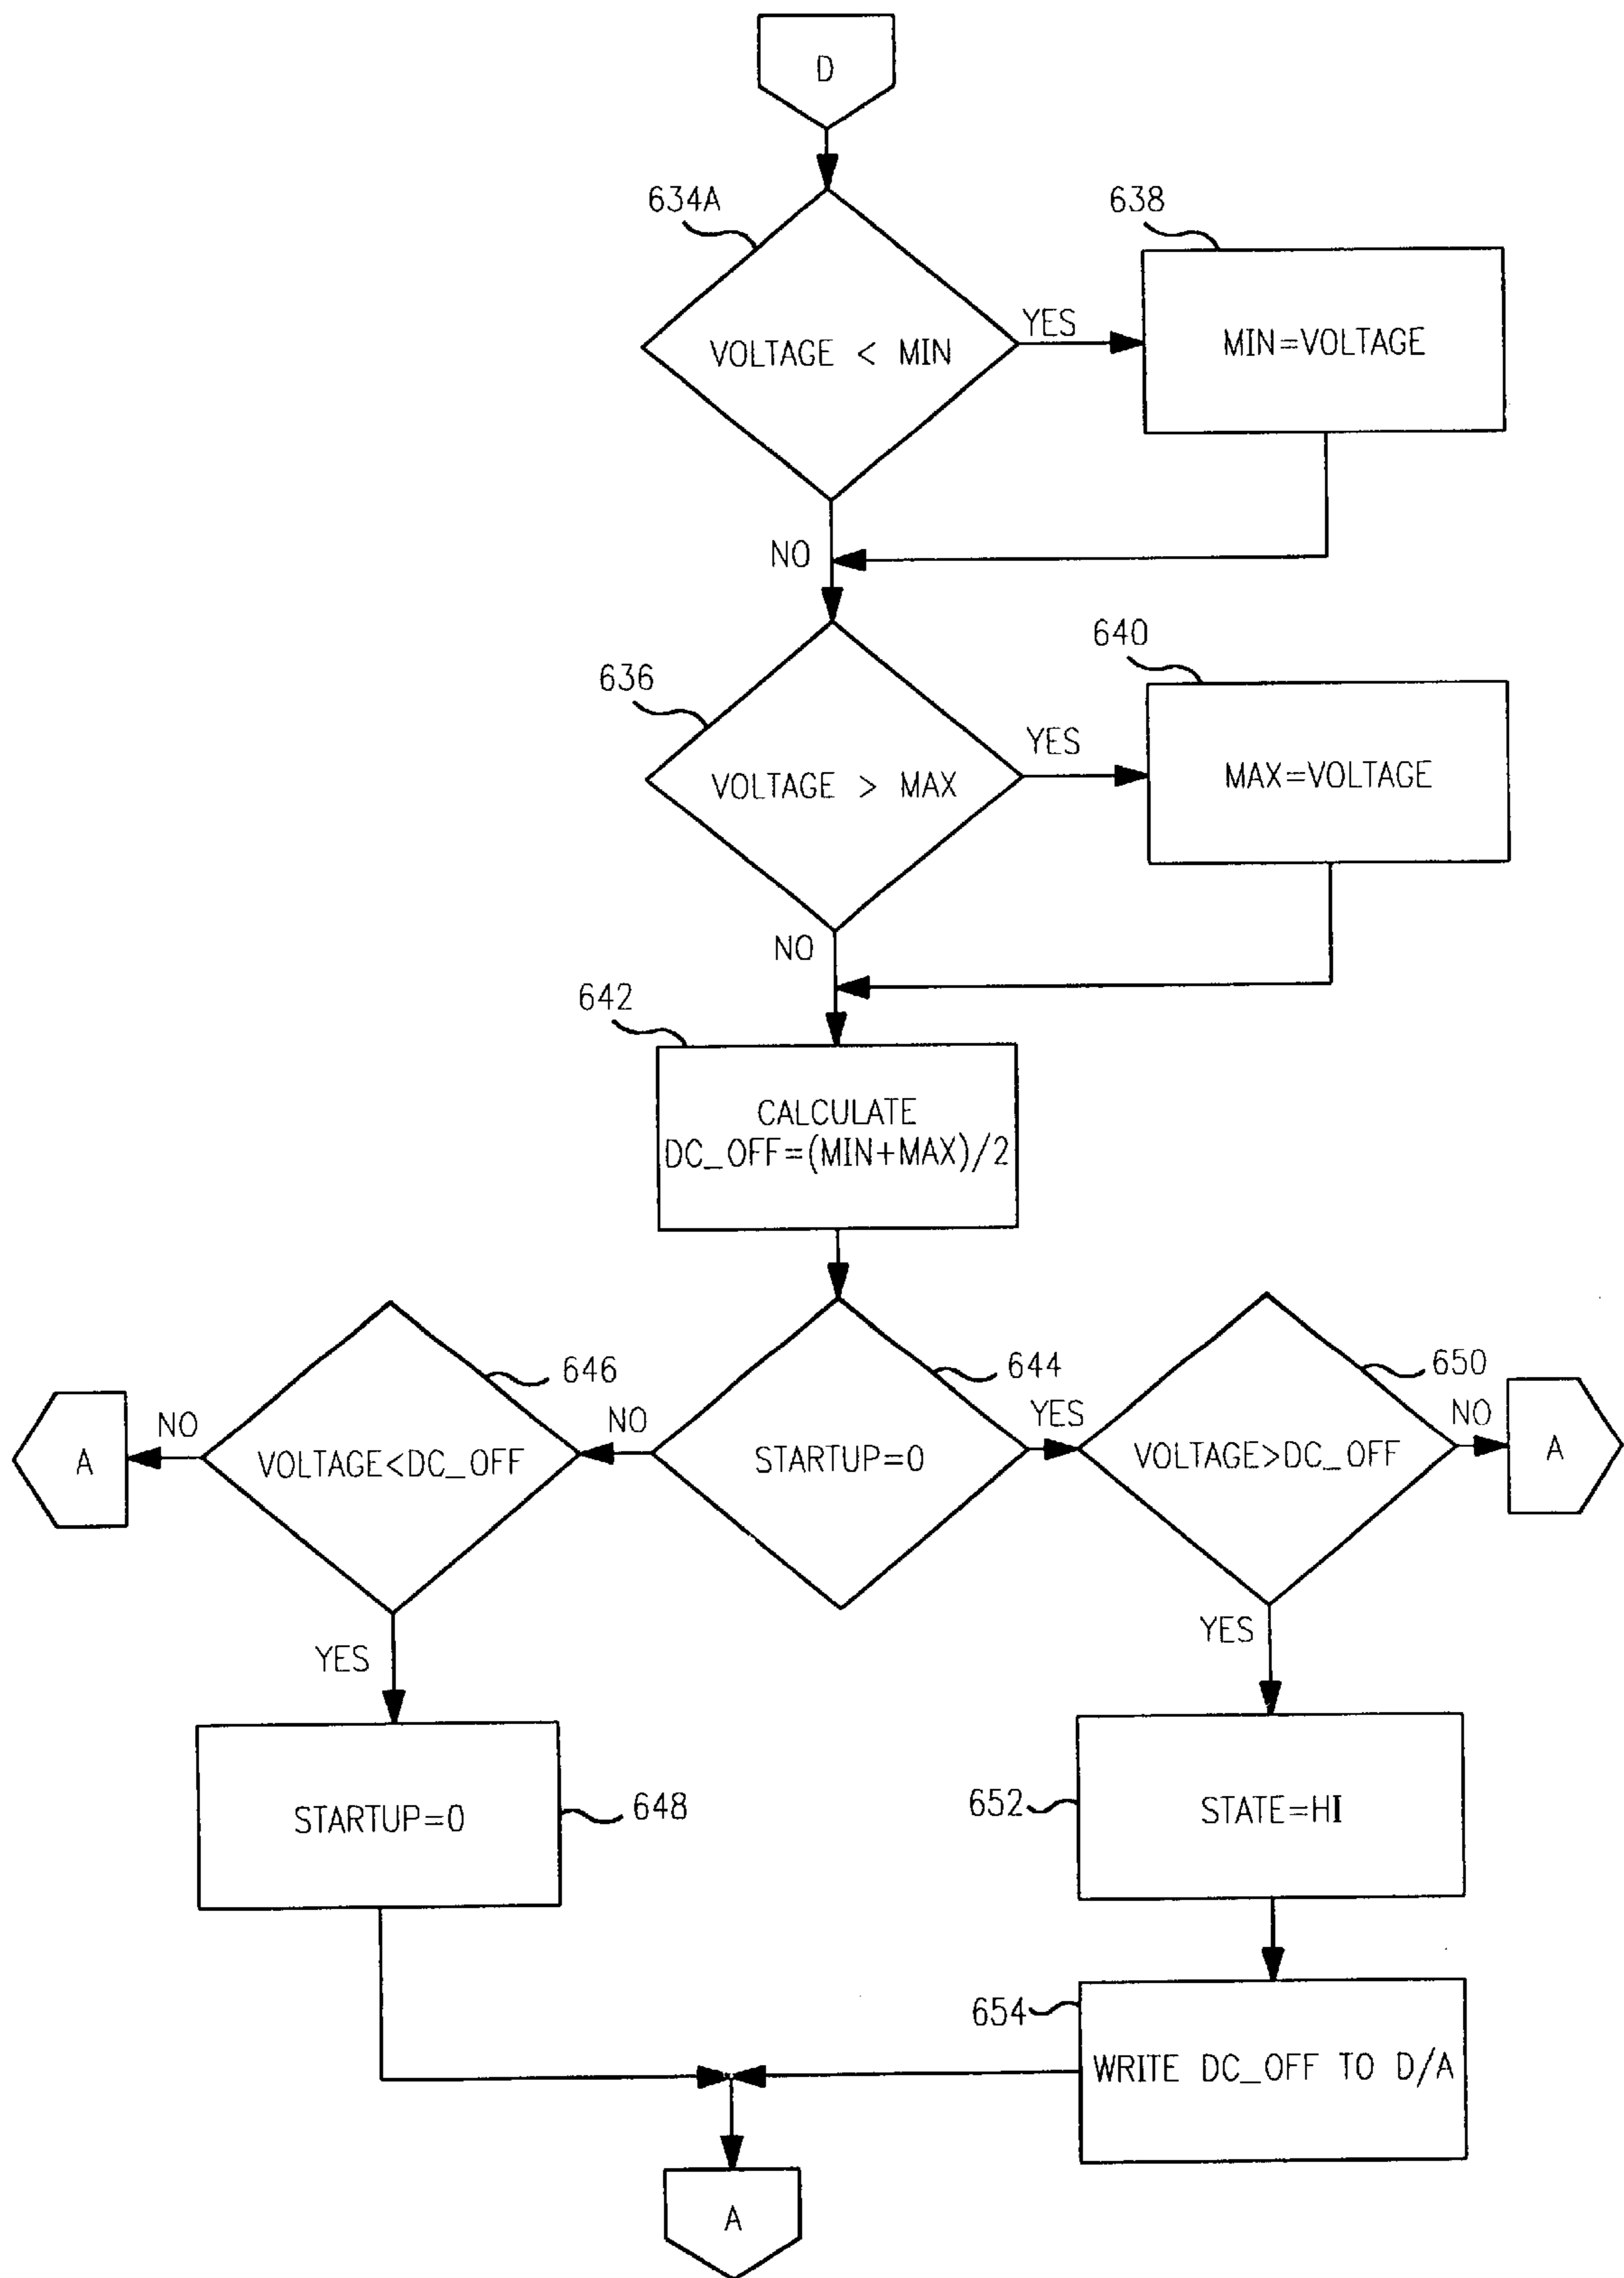 D
634A
638
VOLTAGE < MIN
YES
MIN=VOLTAGE
NO
640
636
YES
VOLTAGE > MAX
MAX=VOLTAGE
NO
642
CALCULATE
DC_OFF=(MIN+MAX)/2
646
644
650
A
NO
VOLTAGE<DC_OFF
NO
STARTUP=0
YES
VOLTAGE>DC_OFF
NO
A
YES
YES
STARTUP=0
648
652
STATE=HI
654
WRITE DC_OFF TO D/A
A